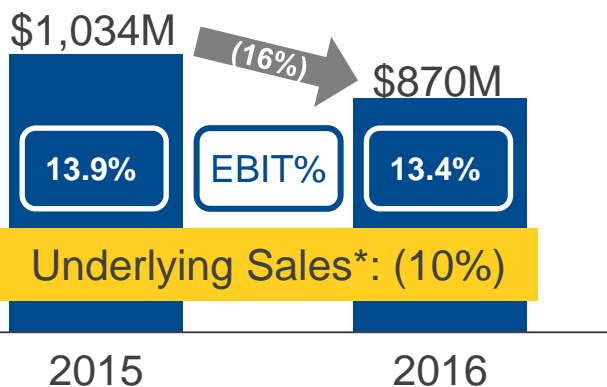 $1,034M
(16%)
$870M
13.9%
EBIT%
13.4%
Underlying Sales*: (10%)
2015
2016